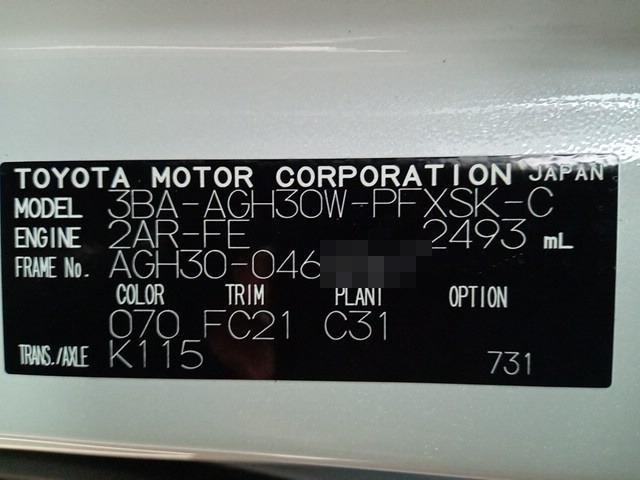 TOYOTA MOTOR CORPORATION JAPAN
MODEL 3BA-AGH30W-PFXSK-C
ENGINE 2AR-FE 2493 mL
FRAME No. AGH30-046
COLOR TRIM PLANT OPTION
070 FC21 C31
TRANS./AXLE K115 731